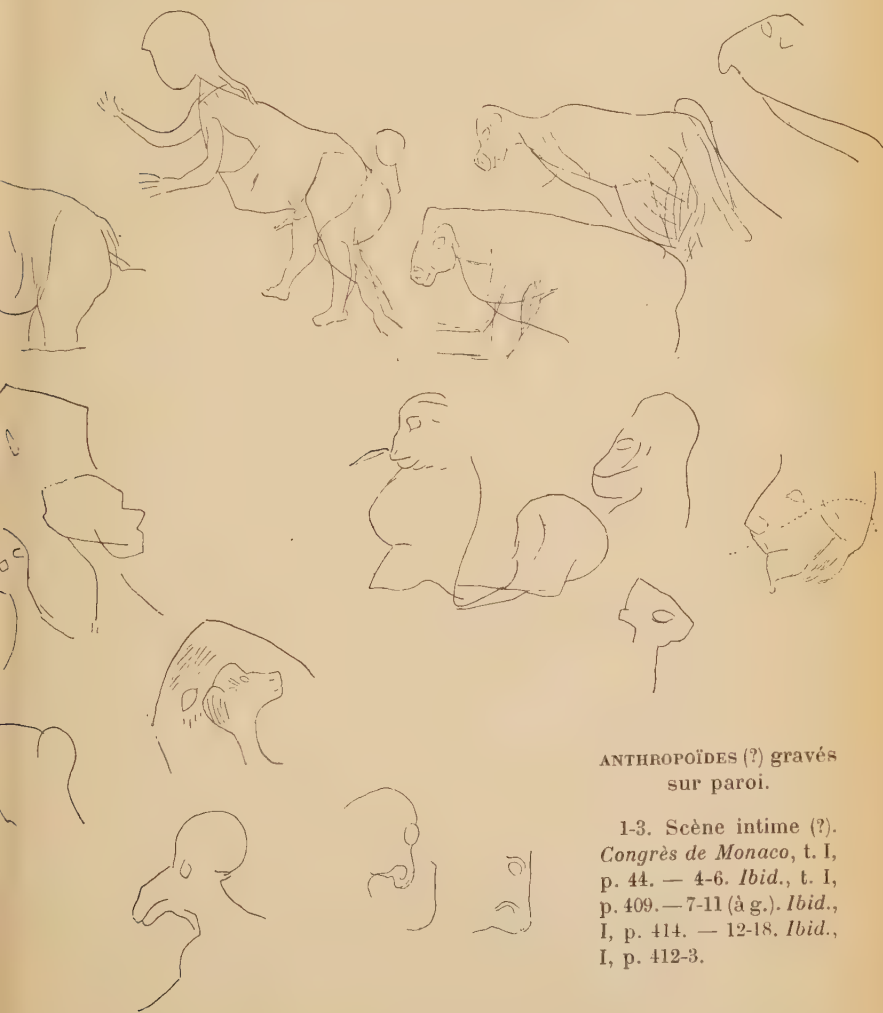 ANTHROPOÏDES (?) gravés
sur paroi.
1-3. Scène intime (?).
Congrès de Monaco, t. I,
p. 44. — 4-6. Ibid., t. I,
p. 409. — 7-11 (à g.). Ibid.,
I, p. 414. — 12-18. Ibid.,
I, p. 412-3.